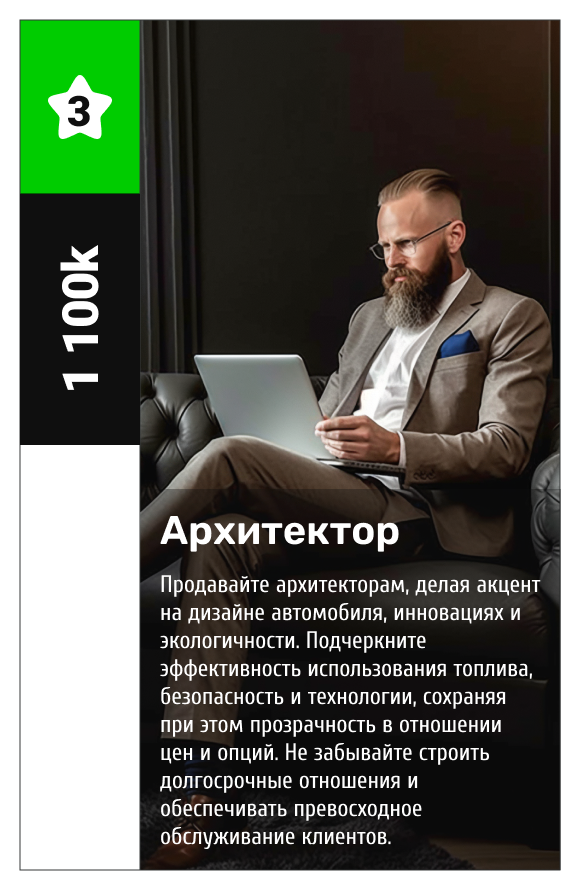 3
1 100k
Архитектор
Продавайте архитекторам, делая акцент
на дизайне автомобиля, инновациях и
экологичности. Подчеркните
эффективность использования топлива,
безопасность и технологии, сохраняя
при этом прозрачность в отношении
цен и опций. Не забывайте строить
долгосрочные отношения и
обеспечивать превосходное
обслуживание клиентов.